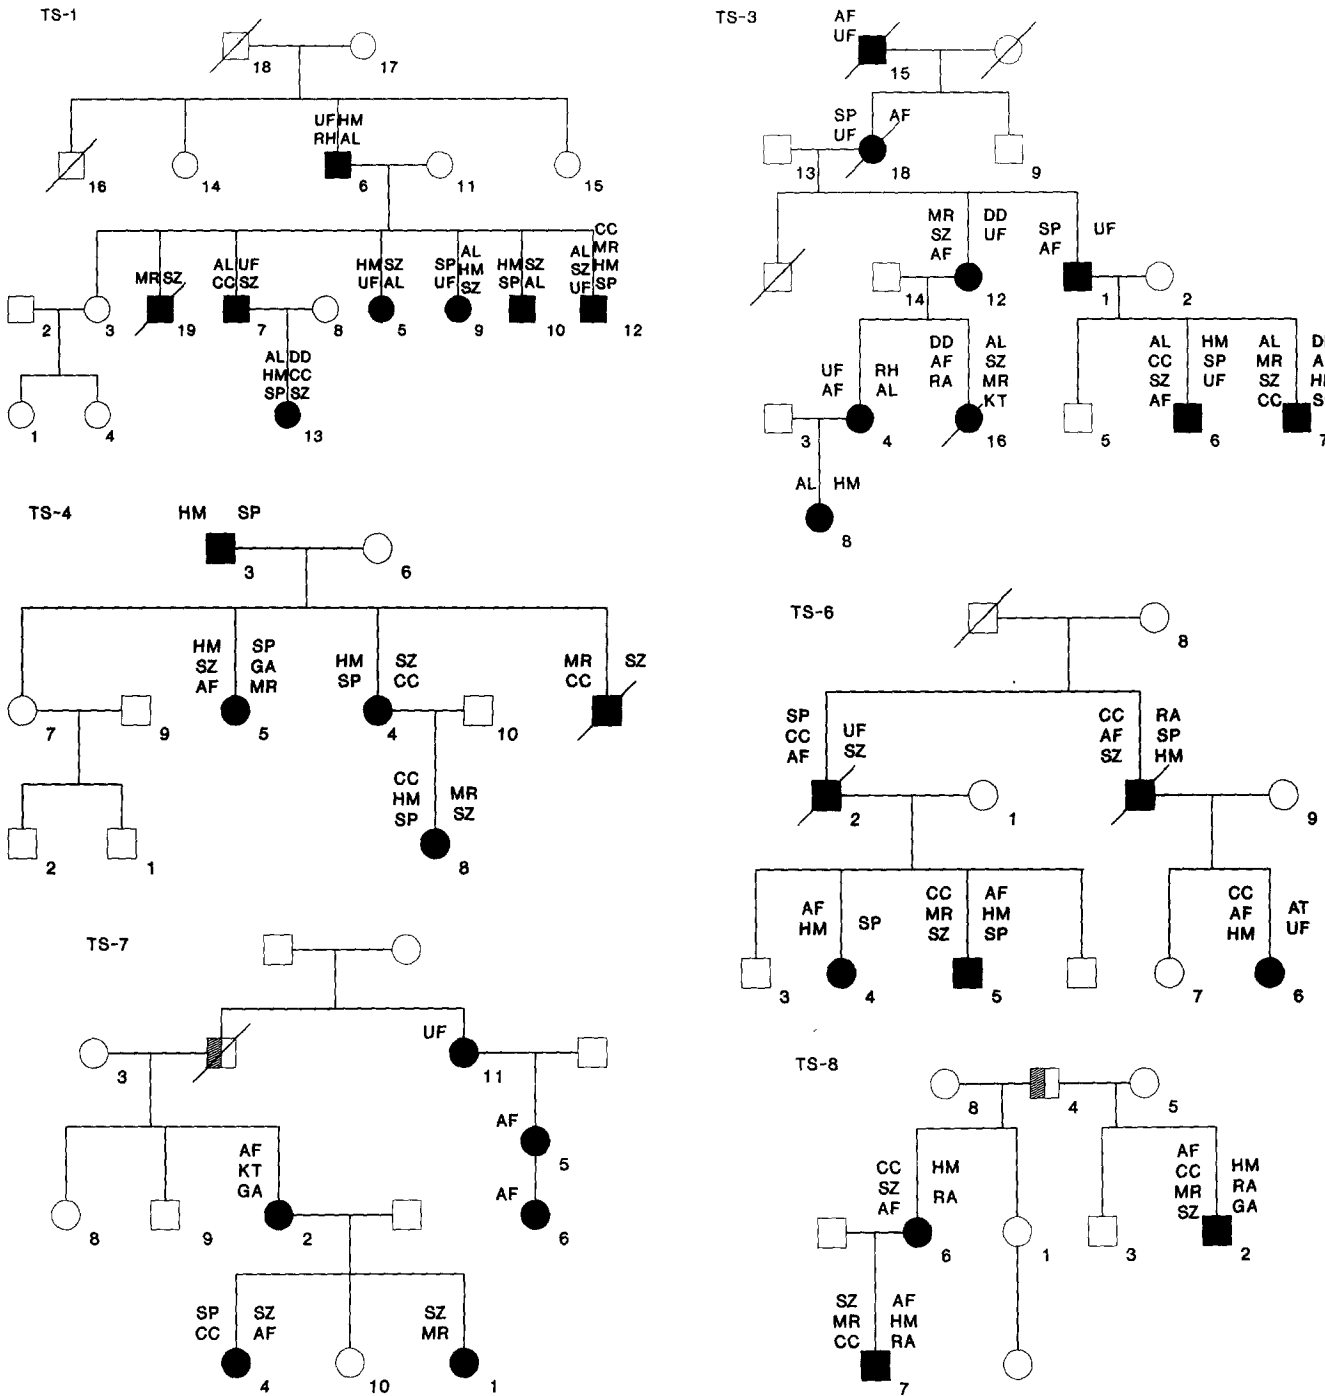 TS-1
18 17
UF HM
RH AL
16 14 6 11 15
CC
MR
HM
SP
AL
SZ
UF
MR SZ
AL UF
CC SZ
HM SZ
UF AL
SP
UF
AL
HM
SZ
HM SZ
SP AL
2 3 19 7 8 5 9 10 12
AL DD
HM CC
SP SZ
1 4 13
TS-3
AF
UF
15
SP AF
UF
13 18 9
MR DD
SZ UF
AF
SP UF
AF
14 12 1 2
UF RH
AF AL
DD AL
AF SZ
RA MR
KT
AL HM
CC SP
SZ UF
AF
AL
MR
SZ
CC
3 4 16 5 6 7
AL HM
8
TS-4
HM SP
3 6
HM SP
SZ GA
AF MR
HM SZ
SP CC
MR SZ
CC
7 9 5 4 10
CC MR
HM SZ
SP
2 1 8
TS-6
8
SP UF
CC SZ
AF
CC RA
AF SP
SZ HM
2 1 9
AF SP
HM
CC AF
MR HM
SZ SP
CC AT
AF UF
HM
3 4 5 7 6
TS-7
UF
3 11
AF
5
AF
KT
GA
AF
8 9 2 6
SP SZ
CC AF
SZ
MR
4 10 1
TS-8
8 4 5
CC HM
SZ RA
AF
AF HM
CC RA
MR GA
SZ
6 1 3 2
SZ AF
MR HM
CC RA
7